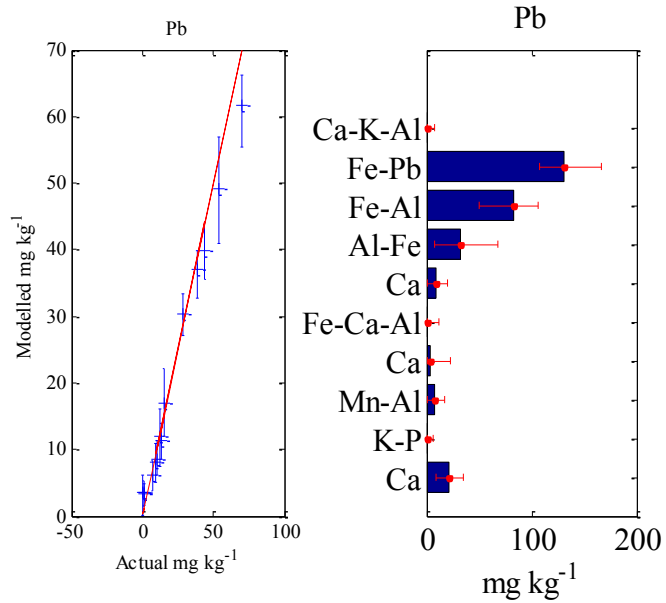 Pb
70
60
50
40
30
20
10
0
-50
0
50
100
Modelled mg kg⁻¹
Actual mg kg⁻¹
Pb
Ca-K-Al
Fe-Pb
Fe-Al
Al-Fe
Ca
Fe-Ca-Al
Ca
Mn-Al
K-P
Ca
0
100
200
mg kg⁻¹